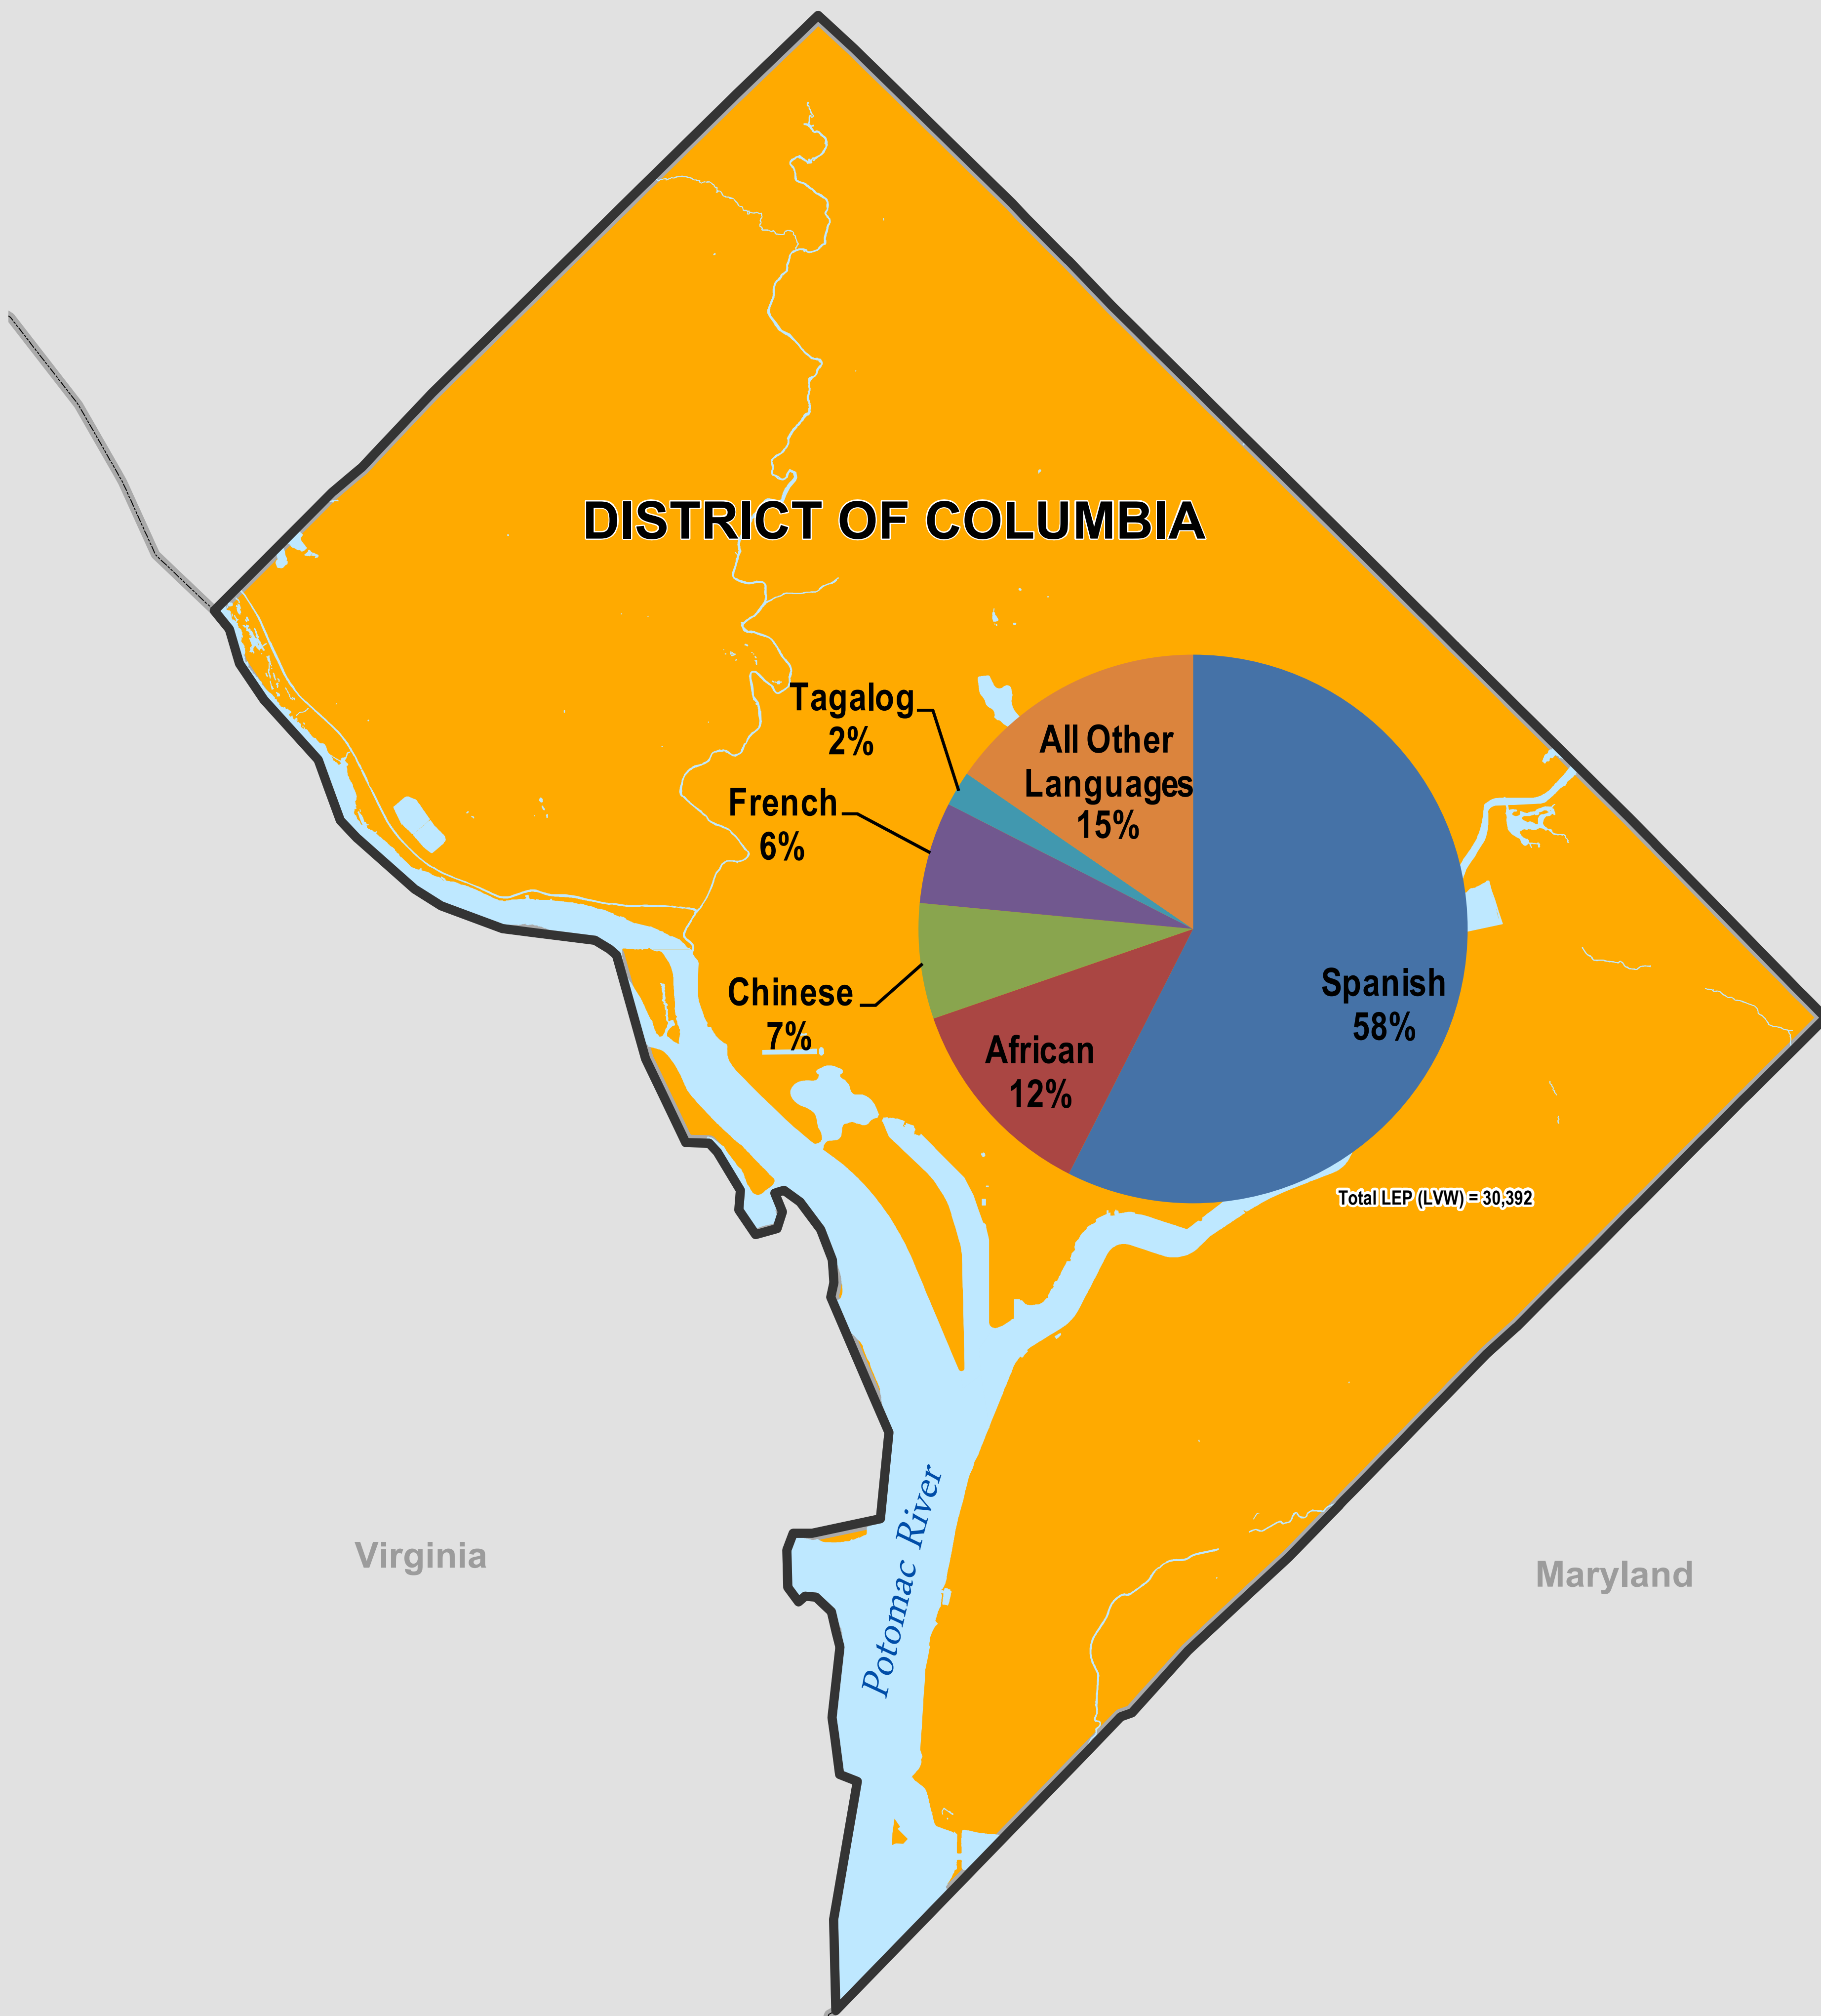 DISTRICT OF COLUMBIA
Tagalog
2%
All Other
Languages
15%
French
6%
Chinese
7%
Spanish
58%
African
12%
Total LEP (LVW) = 30,392
Potomac River
Virginia
Maryland